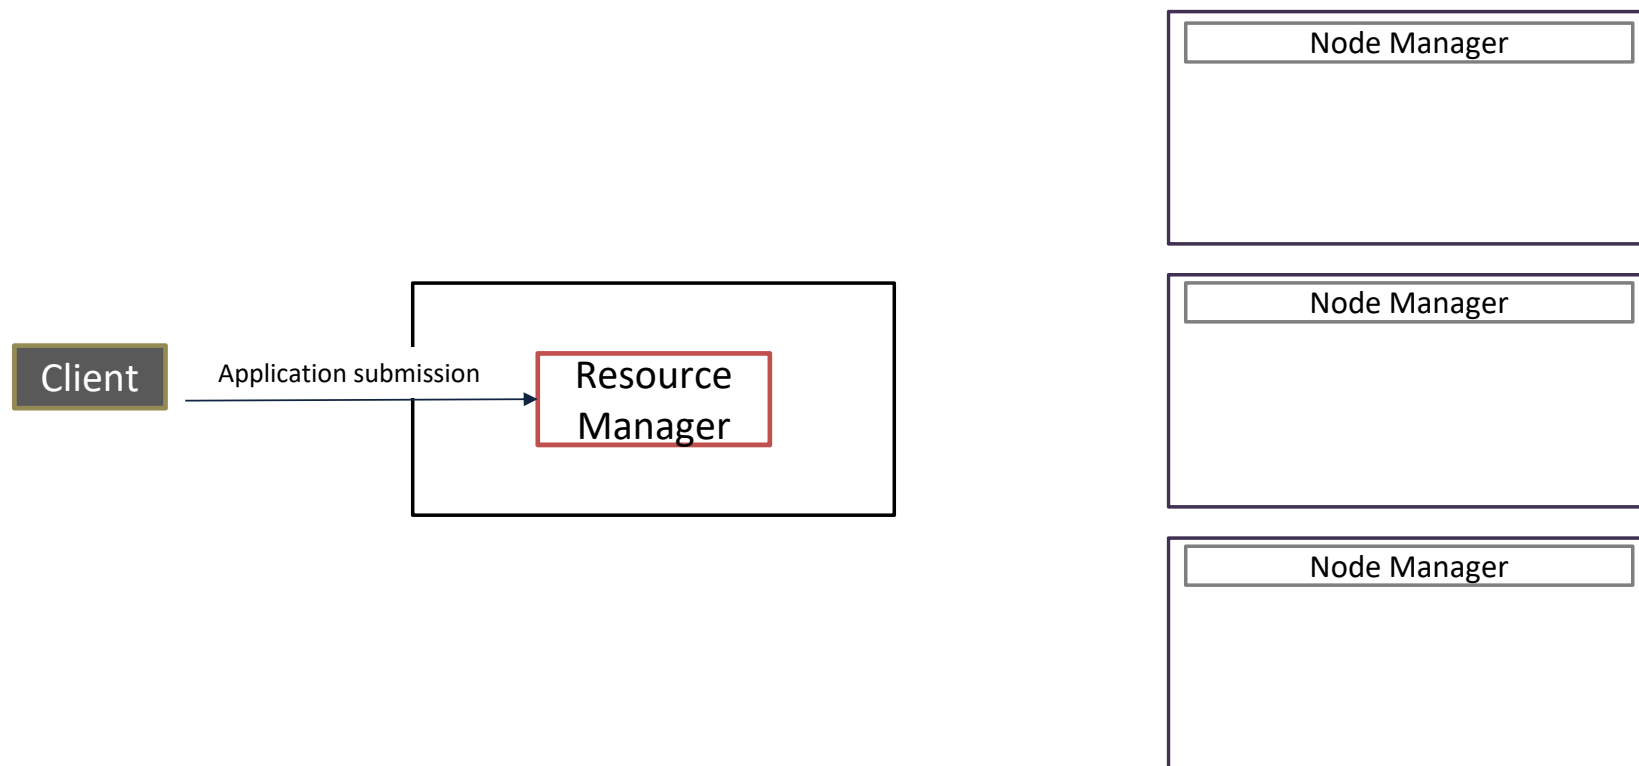 Node Manager
Node Manager
Client
Application submission
Resource
Manager
Node Manager